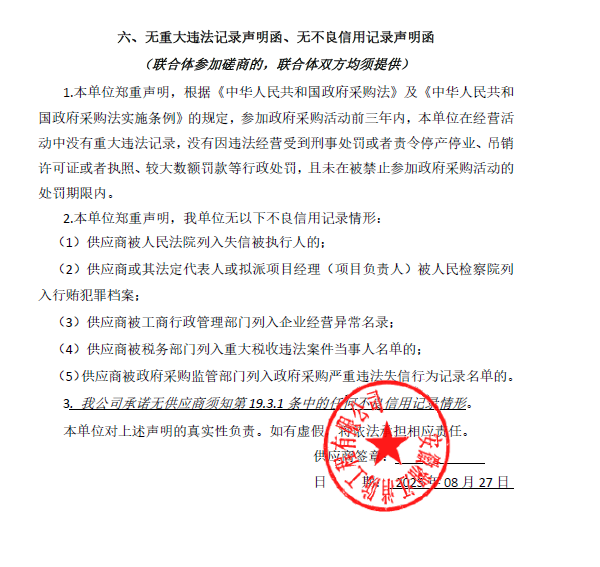 六、无重大违法记录声明函、无不良信用记录声明函
（联合体参加磋商的，联合体双方均须提供）
1.本单位郑重声明，根据《中华人民共和国政府采购法》及《中华人民共和
国政府采购法实施条例》的规定，参加政府采购活动前三年内，本单位在经营活
动中没有重大违法记录，没有因违法经营受到刑事处罚或者责令停产停业、吊销
许可证或者执照、较大数额罚款等行政处罚，且未在被禁止参加政府采购活动的
处罚期限内。
2.本单位郑重声明，我单位无以下不良信用记录情形：
（1）供应商被人民法院列入失信被执行人的；
（2）供应商或其法定代表人或拟派项目经理（项目负责人）被人民检察院列
入行贿犯罪档案；
（3）供应商被工商行政管理部门列入企业经营异常名录；
（4）供应商被税务部门列入重大税收违法案件当事人名单的；
（5）供应商被政府采购监管部门列入政府采购严重违法失信行为记录名单的。
3. 我公司承诺无供应商须知第 19.3.1 条中的任何不良信用记录情形。
本单位对上述声明的真实性负责。如有虚假，将依法承担相应责任。
供应商签章：
日 期：2025 年 08 月 27 日